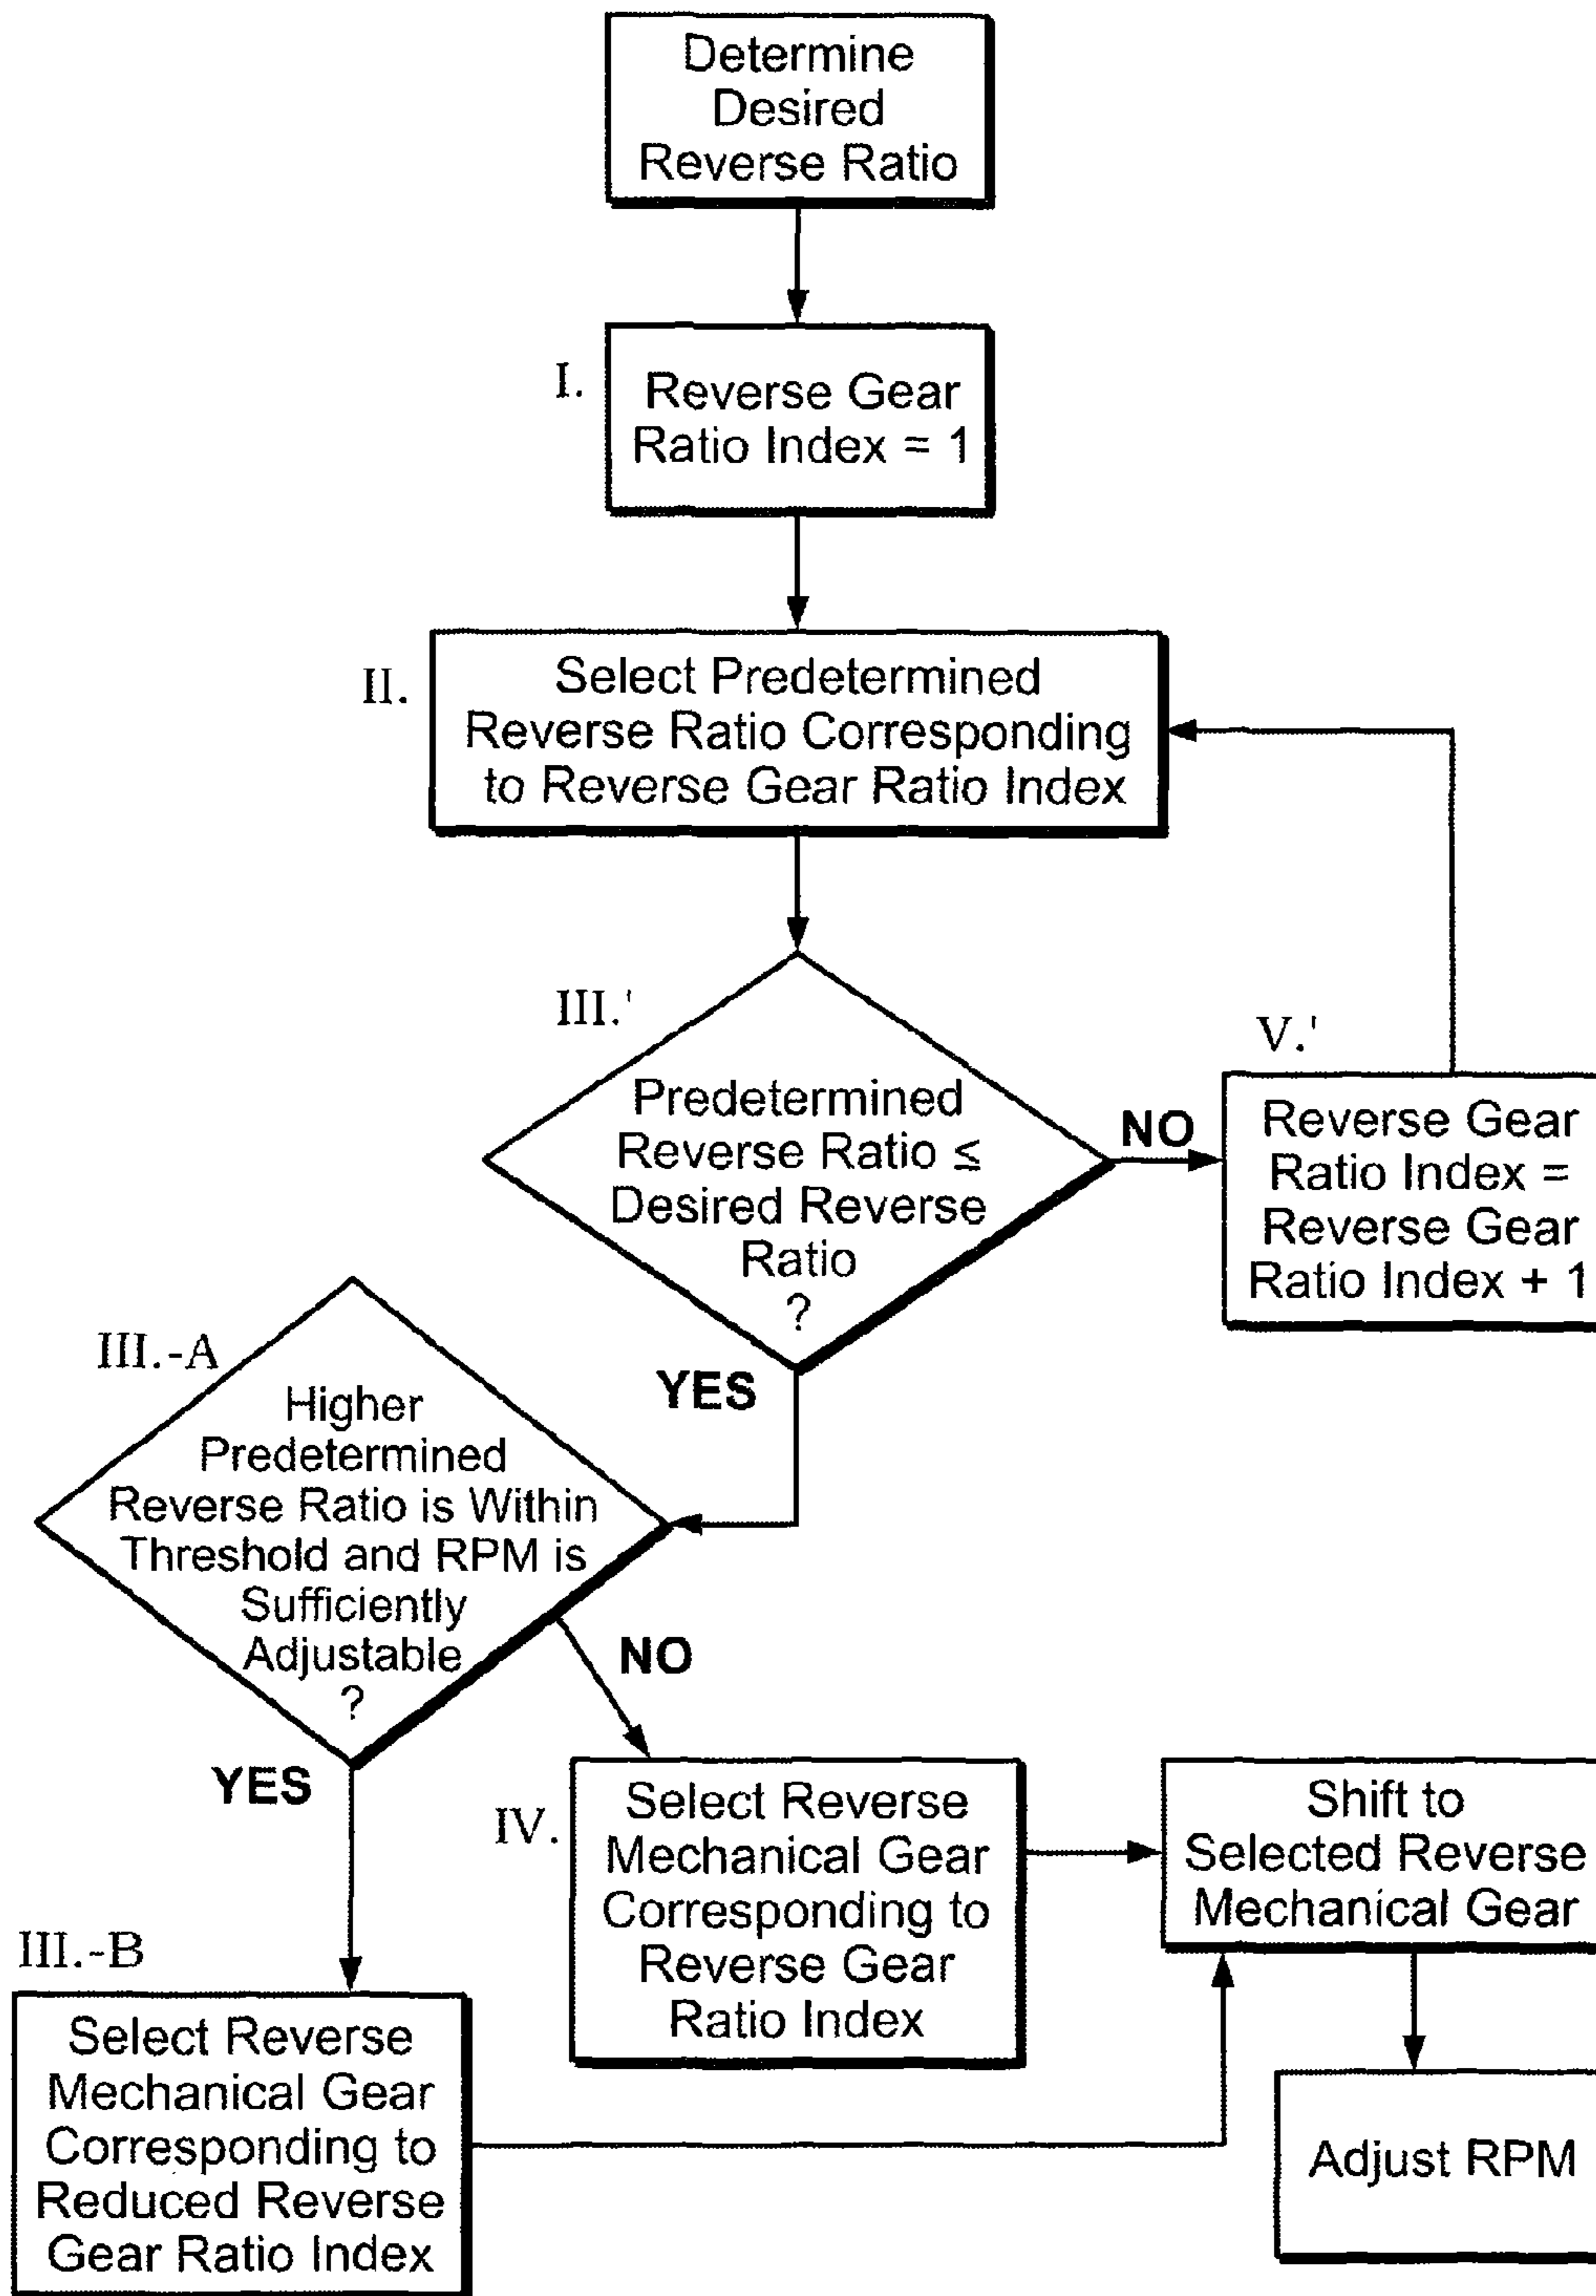 Determine
Desired
Reverse Ratio
I.
Reverse Gear
Ratio Index = 1
II.
Select Predetermined
Reverse Ratio Corresponding
to Reverse Gear Ratio Index
III.'
Predetermined
Reverse Ratio ≤
Desired Reverse
Ratio
?
NO
V.'
Reverse Gear
Ratio Index =
Reverse Gear
Ratio Index + 1
YES
III.-A
Higher
Predetermined
Reverse Ratio is Within
Threshold and RPM is
Sufficiently
Adjustable
?
NO
YES
IV.
Select Reverse
Mechanical Gear
Corresponding to
Reverse Gear
Ratio Index
Shift to
Selected Reverse
Mechanical Gear
III.-B
Select Reverse
Mechanical Gear
Corresponding to
Reduced Reverse
Gear Ratio Index
Adjust RPM